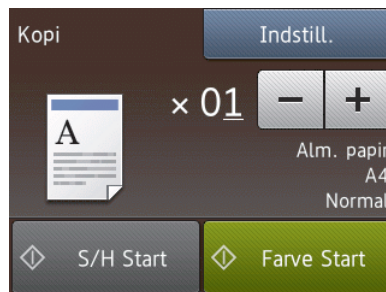 Kopi
Indstill.
A
× 01
− +
Alm. papir
A4
Normal
S/H Start
Farve Start